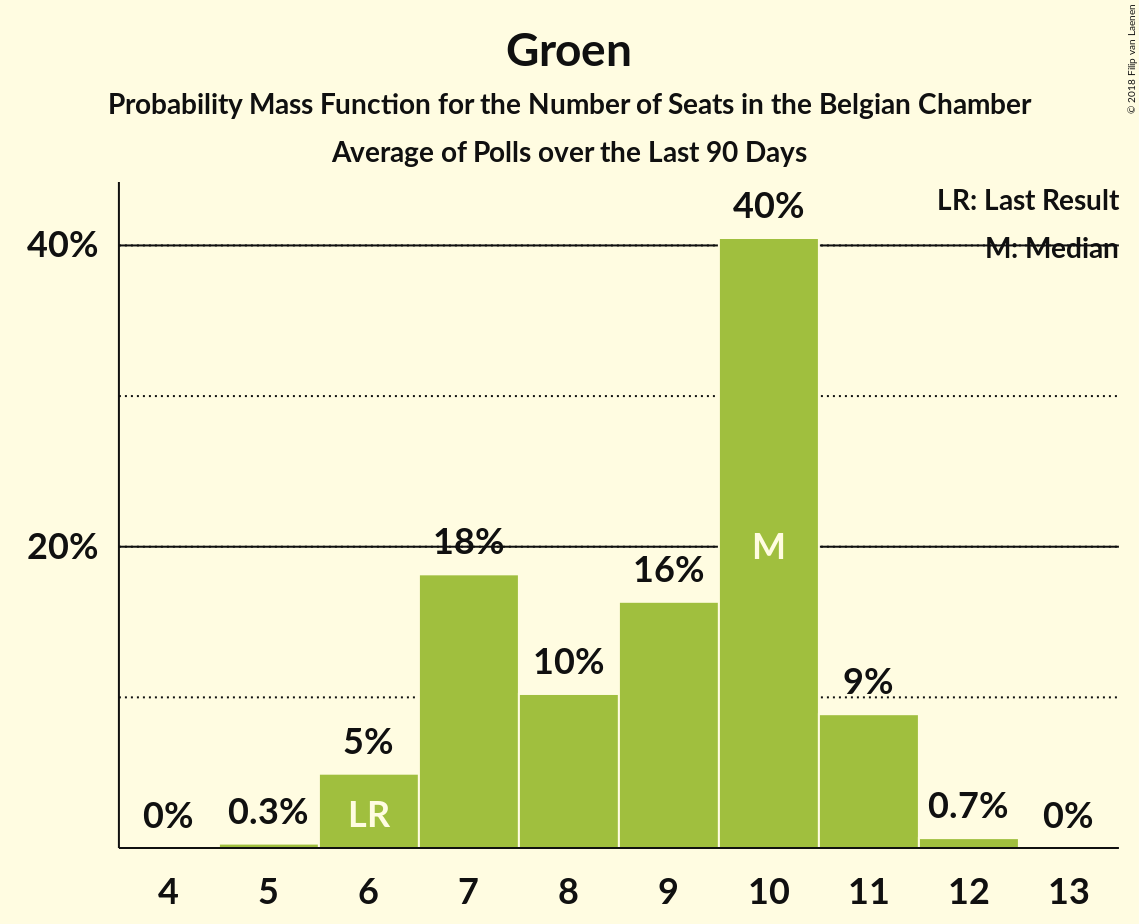 Groen
Probability Mass Function for the Number of Seats in the Belgian Chamber
Average of Polls over the Last 90 Days
© 2018 Filip van Laenen
LR: Last Result
M: Median
40%
20%
0%
0.3%
5%
18%
10%
16%
40%
9%
0.7%
0%
LR
M
4 5 6 7 8 9 10 11 12 13